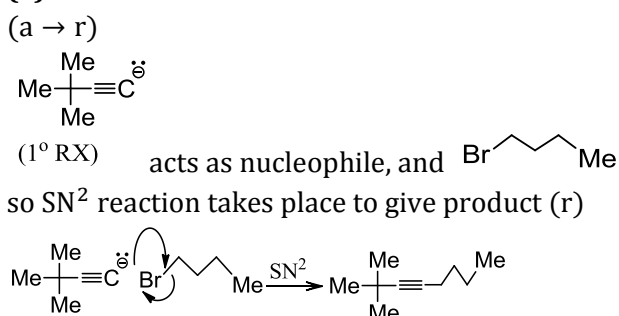 (a → r)
Me
Me ≡C⊖
Me
(1° RX)
acts as nucleophile, and Br Me
so SN² reaction takes place to give product (r)
Me
Me ≡C⊖ Br Me SN² Me Me ≡ Me
Me Me